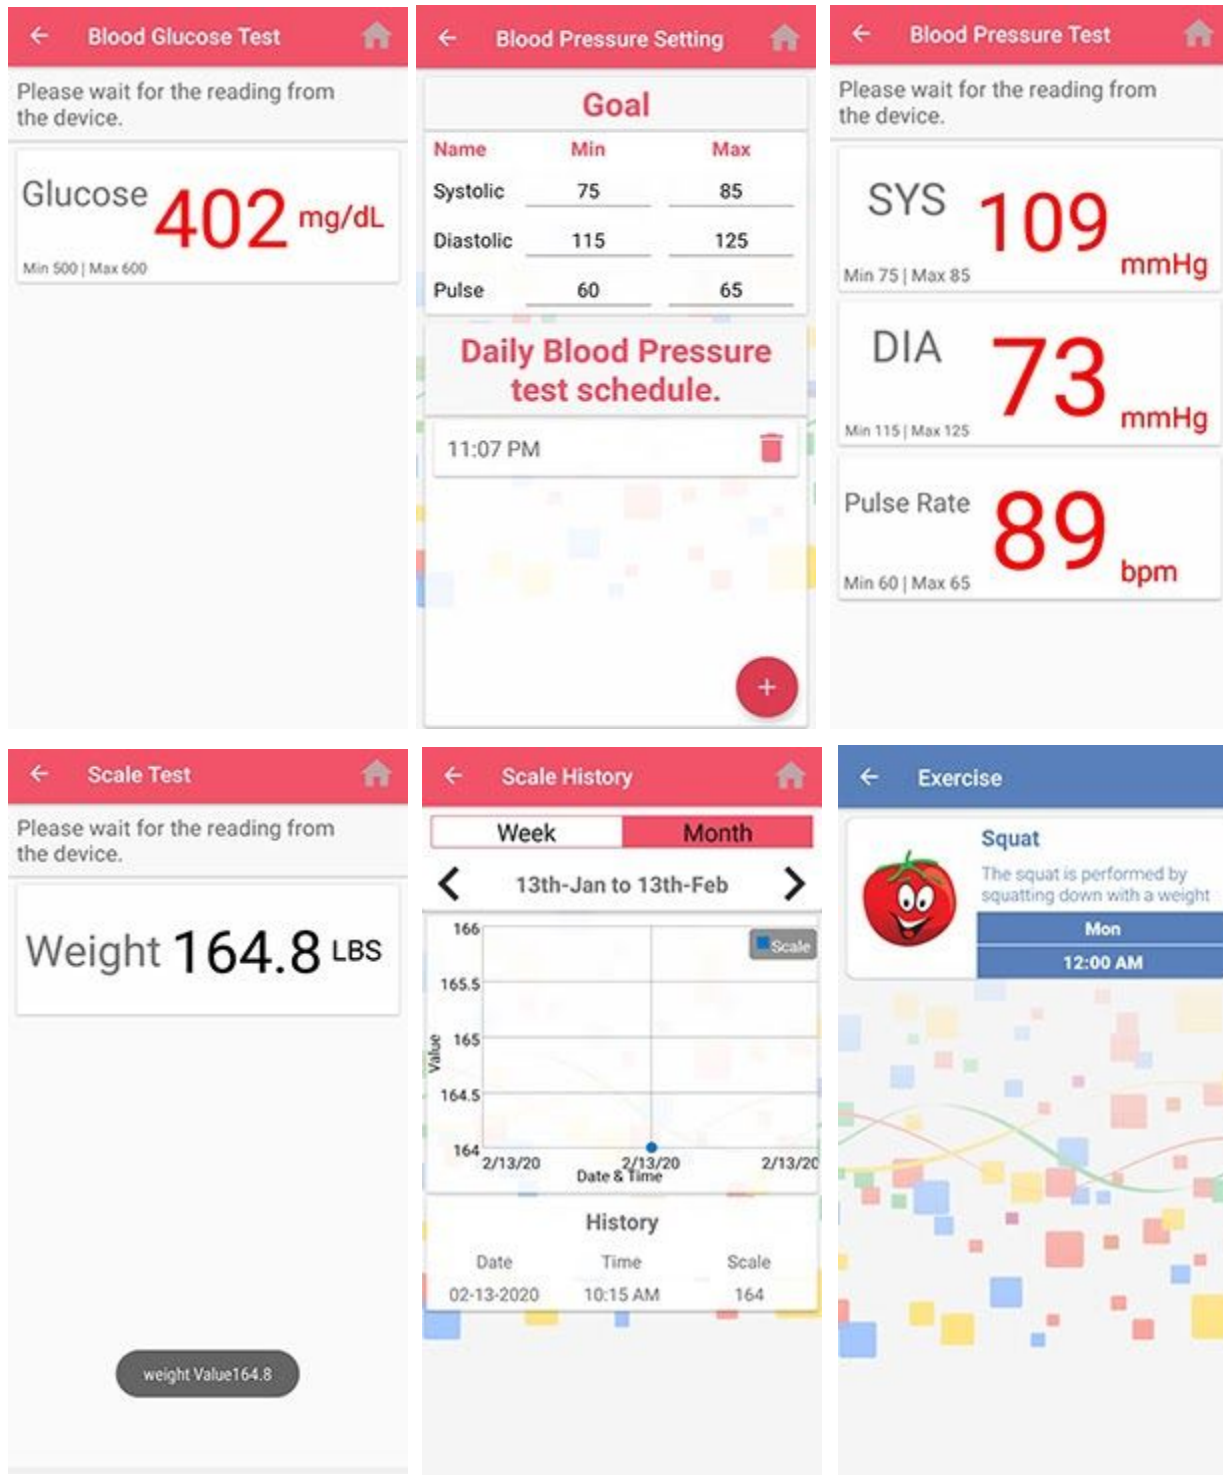 Blood Glucose Test
Please wait for the reading from
the device.
Glucose 402 mg/dL
Min 500 | Max 600
Blood Pressure Setting
Goal
Name Min Max
Systolic 75 85
Diastolic 115 125
Pulse 60 65
Daily Blood Pressure
test schedule.
11:07 PM
+
Blood Pressure Test
Please wait for the reading from
the device.
SYS 109 mmHg
Min 75 | Max 85
DIA 73 mmHg
Min 115 | Max 125
Pulse Rate 89 bpm
Min 60 | Max 65
Scale Test
Please wait for the reading from
the device.
Weight 164.8 LBS
weight Value164.8
Scale History
Week Month
13th-Jan to 13th-Feb
Scale
166
165.5
165
164.5
164
Value
2/13/20 2/13/20 2/13/20
Date & Time
History
Date Time Scale
02-13-2020 10:15 AM 164
Exercise
Squat
The squat is performed by
squatting down with a weight
Mon
12:00 AM